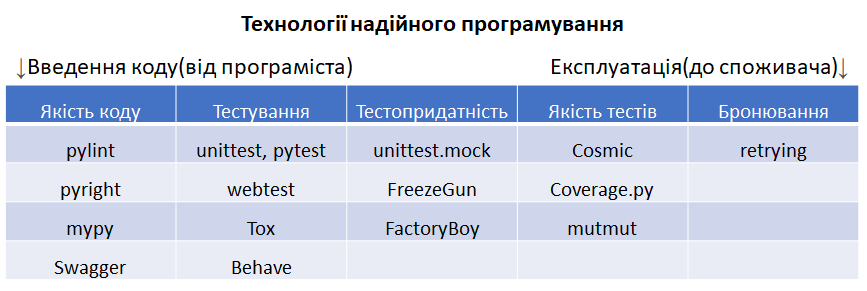 Технології надійного програмування
↓Введення коду(від програміста) Експлуатація(до споживача)↓
Якість коду Тестування Тестопридатність Якість тестів Бронювання
pylint unittest, pytest unittest.mock Cosmic retrying
pyright webtest FreezeGun Coverage.py
mypy Tox FactoryBoy mutmut
Swagger Behave